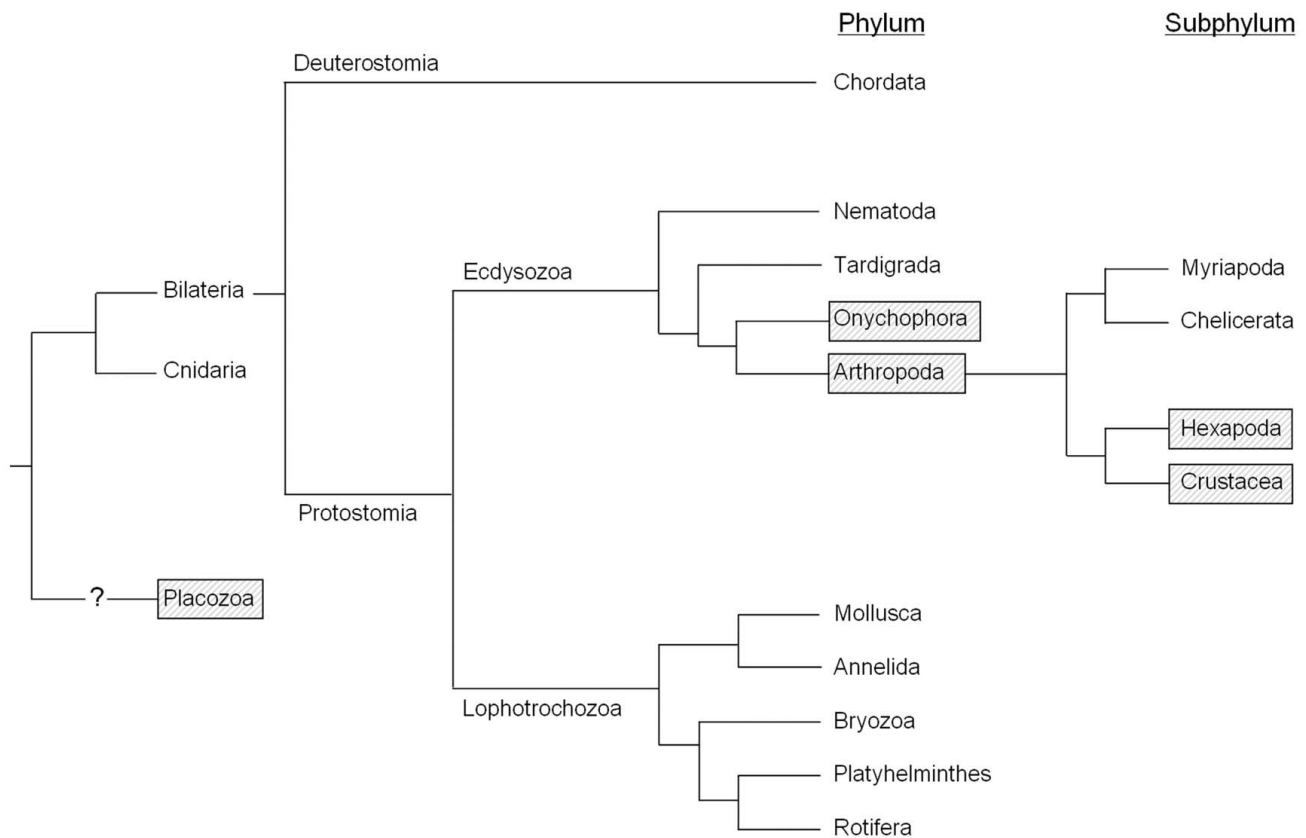 Phylum
Subphylum
Deuterostomia
Chordata
Nematoda
Ecdysozoa
Tardigrada
Myriapoda
Bilateria
Onychophora
Chelicerata
Cnidaria
Arthropoda
Hexapoda
Crustacea
Protostomia
?
Placozoa
Mollusca
Annelida
Lophotrochozoa
Bryozoa
Platyhelminthes
Rotifera